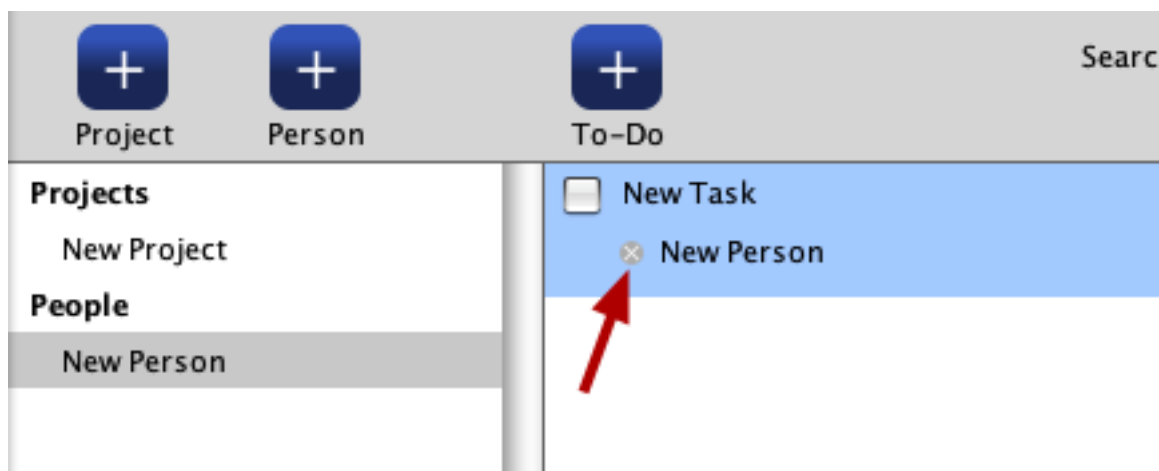 Project Person To-Do Searc
Projects
New Project
People
New Person
New Task
New Person